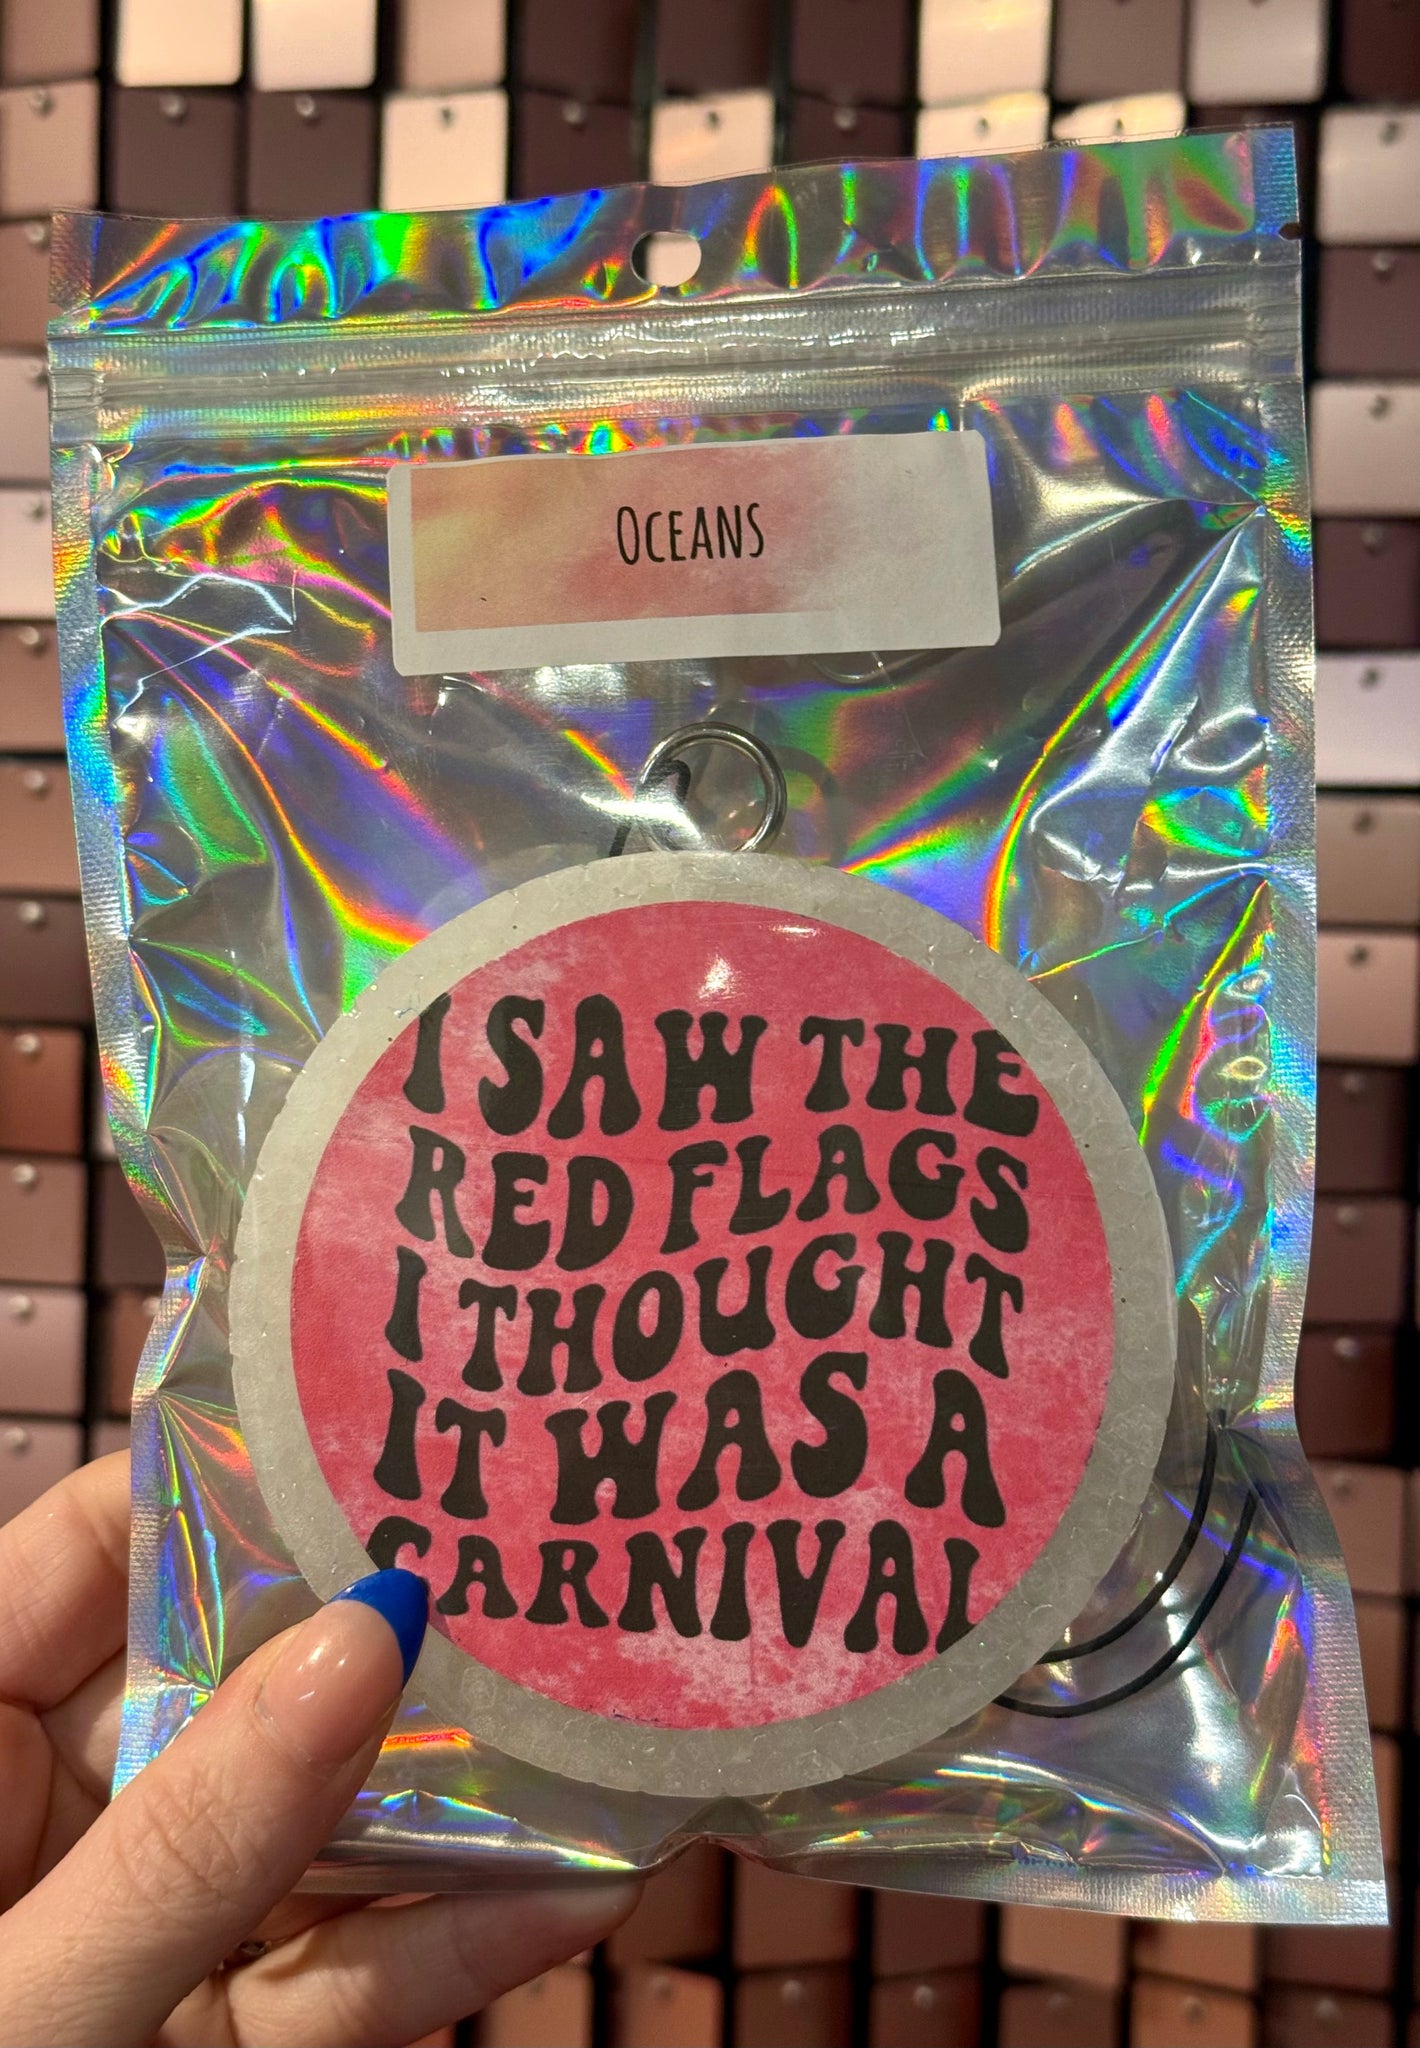 OCEANS
I SAW THE
RED FLAGS
I THOUGHT
IT WAS A
CARNIVAL